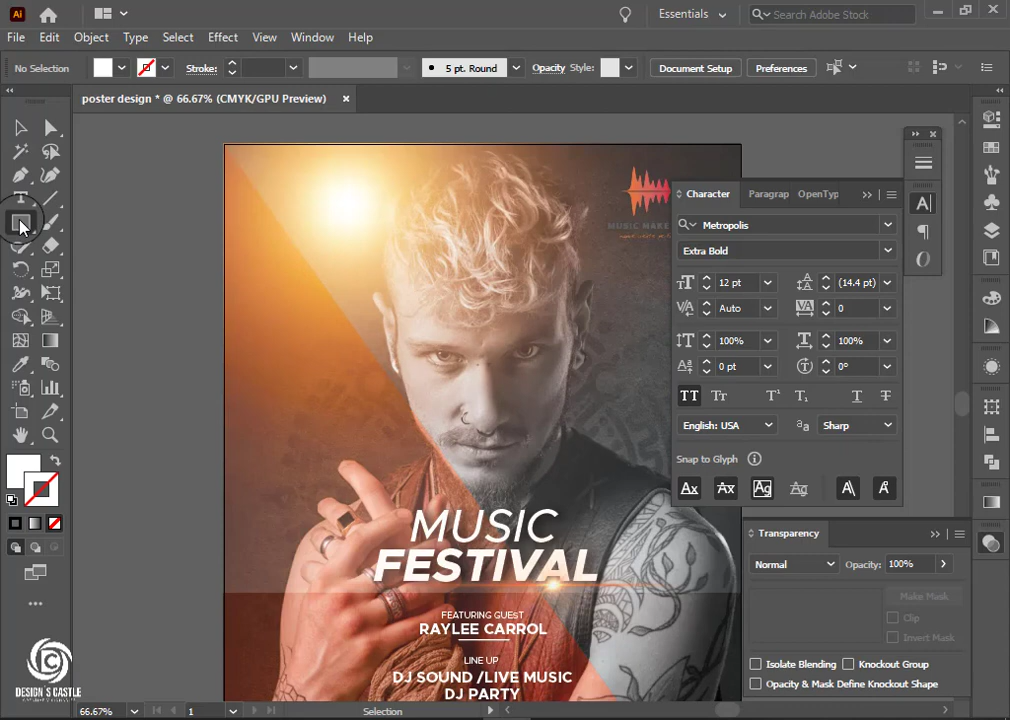 Ai
Essentials
Search Adobe Stock
File Edit Object Type Select Effect View Window Help
No Selection
Stroke:
5 pt. Round
Opacity
Style:
Document Setup
Preferences
poster design * @ 66.67% (CMYK/GPU Preview)
MUSIC MAKE
Character
Paragrap
OpenTyp
Metropolis
Extra Bold
12 pt
(14.4 pt)
Auto
0
100%
100%
0 pt
0°
English: USA
Sharp
Snap to Glyph
MUSIC
FESTIVAL
FEATURING GUEST
RAYLEE CARROL
LINE UP
DJ SOUND /LIVE MUSIC
DJ PARTY
Transparency
Normal
Opacity: 100%
Make Mask
Clip
Invert Mask
Isolate Blending
Knockout Group
Opacity & Mask Define Knockout Shape
DESIGN'S CASTLE
66.67%
1
Selection